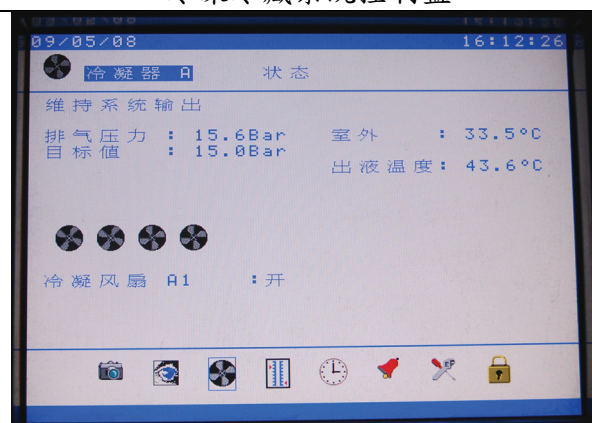 09/05/08 16:12:26
冷凝器 A 状态
维持系统输出
排气压力 : 15.6Bar 室外 : 33.5°C
目标值 : 15.0Bar
出液温度: 43.6°C
冷凝风扇 A1 :开